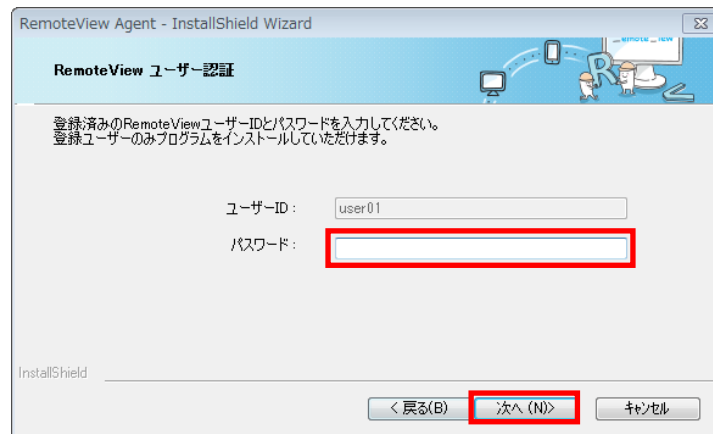 RemoteView Agent - InstallShield Wizard
RemoteView ユーザー認証
登録済みのRemoteViewユーザーIDとパスワードを入力してください。
登録ユーザーのみプログラムをインストールしていただけます。
ユーザーID :
user01
パスワード :
InstallShield
< 戻る(B)
次へ (N)>
キャンセル